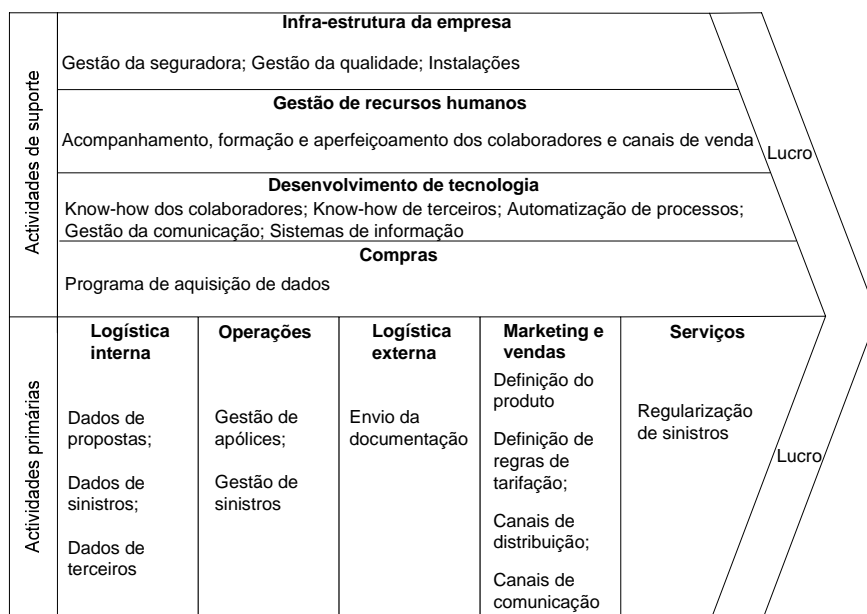 Actividades de suporte
Infra-estrutura da empresa
Gestão da seguradora; Gestão da qualidade; Instalações
Gestão de recursos humanos
Acompanhamento, formação e aperfeiçoamento dos colaboradores e canais de venda
Desenvolvimento de tecnologia
Know-how dos colaboradores; Know-how de terceiros; Automatização de processos;
Gestão da comunicação; Sistemas de informação
Compras
Programa de aquisição de dados
Lucro
Actividades primárias
Logística
interna
Dados de
propostas;
Dados de
sinistros;
Dados de
terceiros
Operações
Gestão de
apólices;
Gestão de
sinistros
Logística
externa
Envio da
documentação
Marketing e
vendas
Definição do
produto
Definição de
regras de
tarifação;
Canais de
distribuição;
Canais de
comunicação
Serviços
Regularização
de sinistros
Lucro